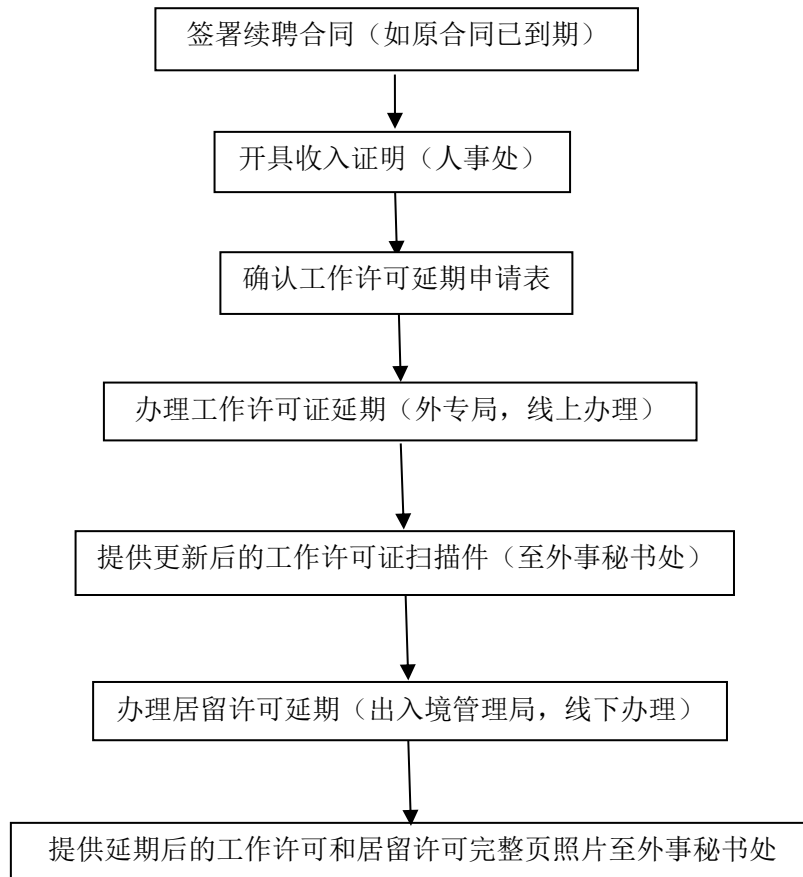 签署续聘合同（如原合同已到期）
开具收入证明（人事处）
确认工作许可延期申请表
办理工作许可证延期（外专局，线上办理）
提供更新后的工作许可证扫描件（至外事秘书处）
办理居留许可延期（出入境管理局，线下办理）
提供延期后的工作许可和居留许可完整页照片至外事秘书处